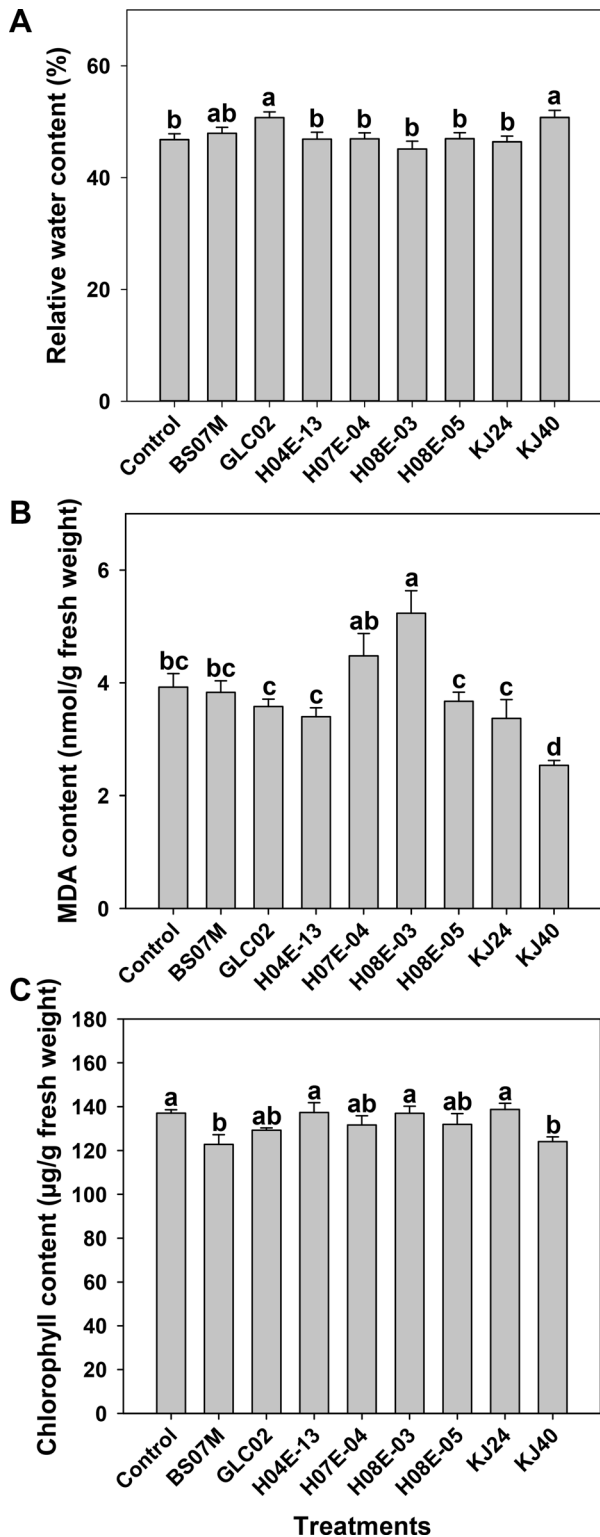 A
Relative water content (%)
60
40
20
0
b ab a b b b b b a
Control BS07M GLC02 H04E-13 H07E-04 H08E-03 H08E-05 KJ24 KJ40
B
MDA content (nmol/g fresh weight)
6
4
2
0
bc bc c c ab a c c d
Control BS07M GLC02 H04E-13 H07E-04 H08E-03 H08E-05 KJ24 KJ40
C
Chlorophyll content (µg/g fresh weight)
180
160
140
120
100
80
60
40
20
0
a b ab a ab a ab a b
Control BS07M GLC02 H04E-13 H07E-04 H08E-03 H08E-05 KJ24 KJ40
Treatments